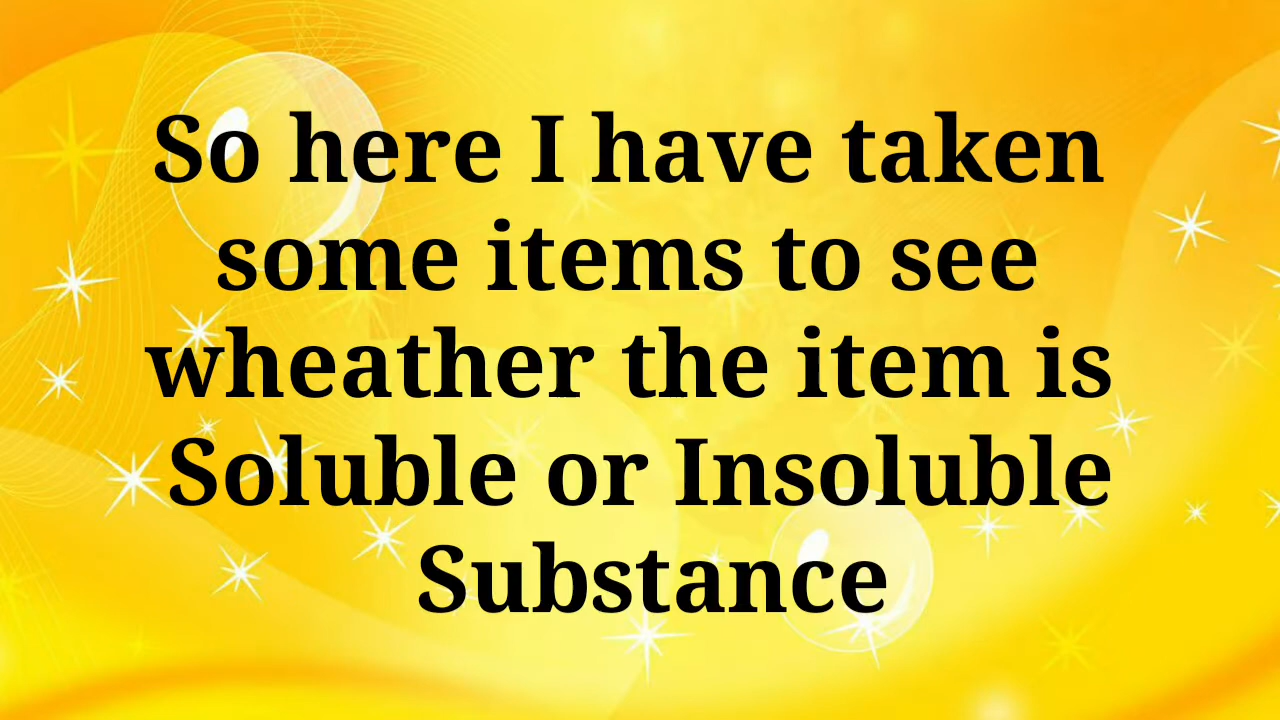 So here I have taken
some items to see
wheather the item is
Soluble or Insoluble
Substance